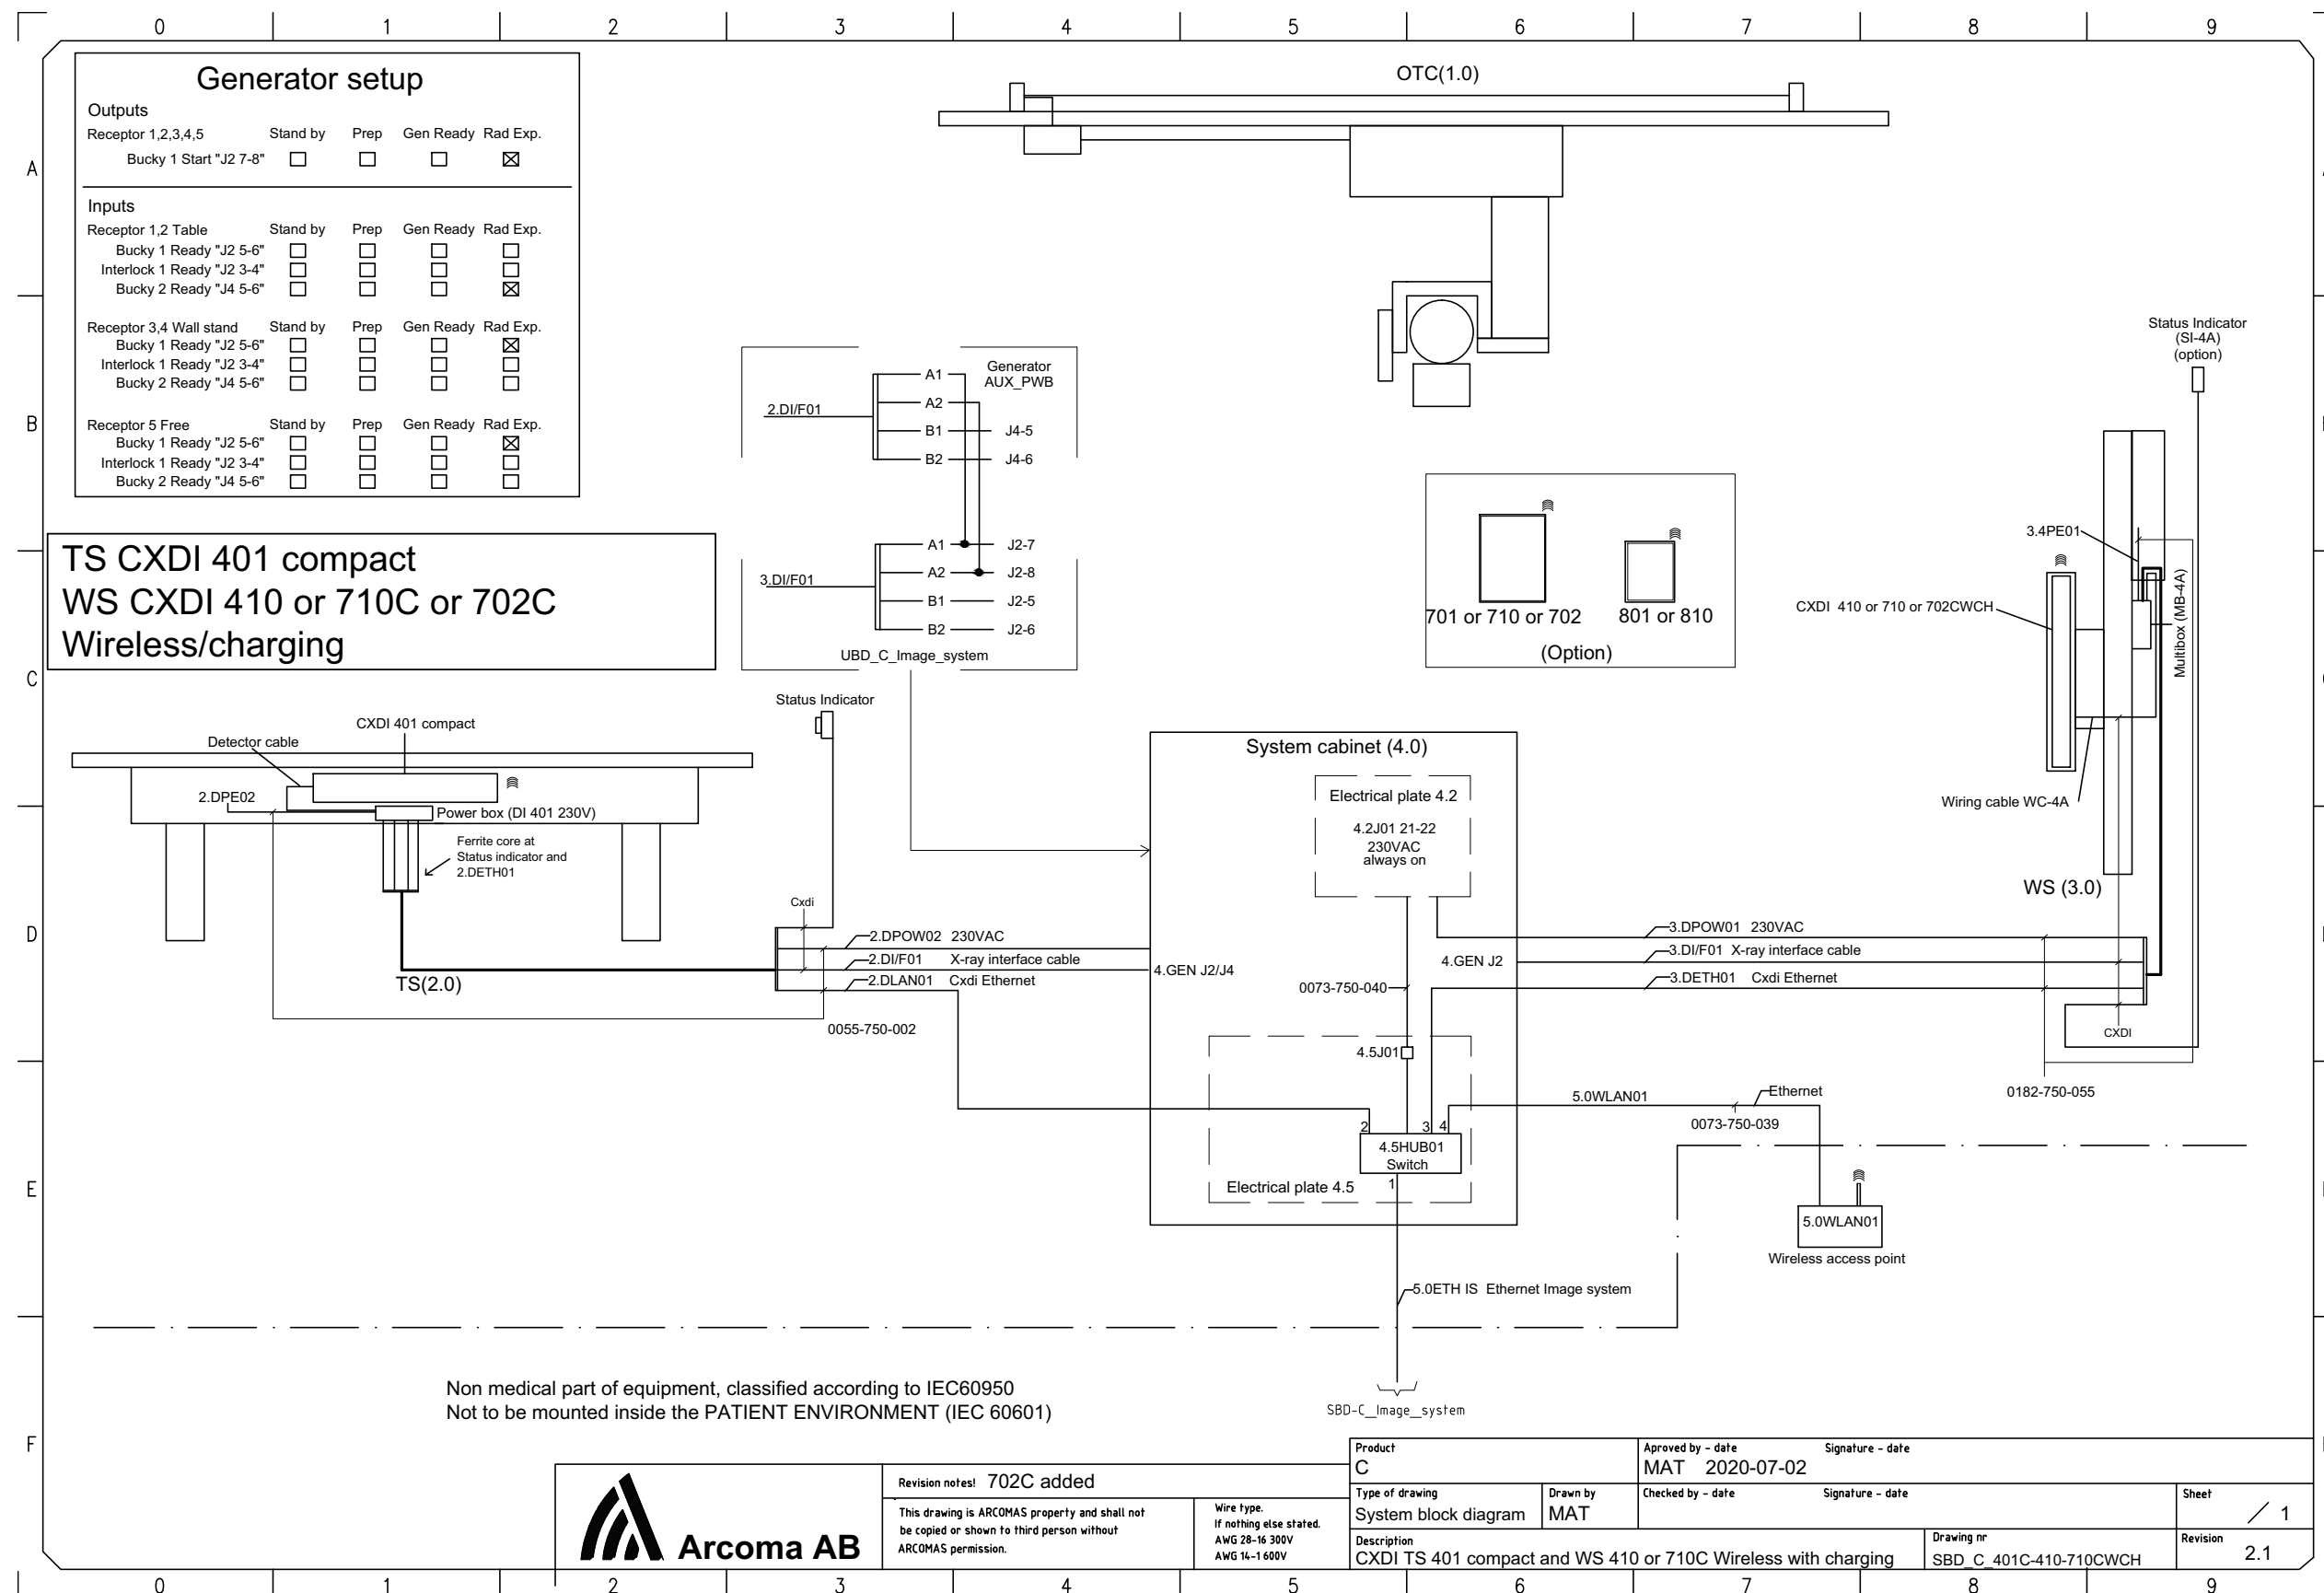 0 1 2 3 4 5 6 7 8 9
A
B
C
D
E
F
Generator setup
Outputs
Receptor 1,2,3,4,5 Stand by Prep Gen Ready Rad Exp.
Bucky 1 Start "J2 7-8"
Inputs
Receptor 1,2 Table Stand by Prep Gen Ready Rad Exp.
Bucky 1 Ready "J2 5-6"
Interlock 1 Ready "J2 3-4"
Bucky 2 Ready "J4 5-6"
Receptor 3,4 Wall stand Stand by Prep Gen Ready Rad Exp.
Bucky 1 Ready "J2 5-6"
Interlock 1 Ready "J2 3-4"
Bucky 2 Ready "J4 5-6"
Receptor 5 Free Stand by Prep Gen Ready Rad Exp.
Bucky 1 Ready "J2 5-6"
Interlock 1 Ready "J2 3-4"
Bucky 2 Ready "J4 5-6"
TS CXDI 401 compact
WS CXDI 410 or 710C or 702C
Wireless/charging
OTC(1.0)
Generator
AUX_PWB
2.DI/F01
A1
A2
B1 J4-5
B2 J4-6
3.DI/F01
A1 J2-7
A2 J2-8
B1 J2-5
B2 J2-6
UBD_C_Image_system
701 or 710 or 702
801 or 810
(Option)
Status Indicator
(SI-4A)
(option)
3.4PE01
CXDI 410 or 710 or 702CWCH
Multibox (MB-4A)
Wiring cable WC-4A
WS (3.0)
Status Indicator
CXDI 401 compact
Detector cable
2.DPE02
Power box (DI 401 230V)
Ferrite core at
Status indicator and
2.DETH01
TS(2.0)
Cxdi
2.DPOW02 230VAC
2.DI/F01 X-ray interface cable
2.DLAN01 Cxdi Ethernet
0055-750-002
4.GEN J2/J4
System cabinet (4.0)
Electrical plate 4.2
4.2J01 21-22
230VAC
always on
4.GEN J2
0073-750-040
4.5J01
2 3 4
4.5HUB01
Switch
1
Electrical plate 4.5
3.DPOW01 230VAC
3.DI/F01 X-ray interface cable
3.DETH01 Cxdi Ethernet
CXDI
0182-750-055
5.0WLAN01
Ethernet
0073-750-039
5.0WLAN01
Wireless access point
5.0ETH IS Ethernet Image system
SBD-C_Image_system
Non medical part of equipment, classified according to IEC60950
Not to be mounted inside the PATIENT ENVIRONMENT (IEC 60601)
Arcoma AB
Revision notes! 702C added
This drawing is ARCOMAS property and shall not
be copied or shown to third person without
ARCOMAS permission.
Wire type.
If nothing else stated.
AWG 28-16 300V
AWG 14-1 600V
Product
C
Aproved by - date Signature - date
MAT 2020-07-02
Type of drawing
System block diagram
Drawn by
MAT
Checked by - date Signature - date
Sheet
/ 1
Description
CXDI TS 401 compact and WS 410 or 710C Wireless with charging
Drawing nr
SBD_C_401C-410-710CWCH
Revision
2.1
0 1 2 3 4 5 6 7 8 9